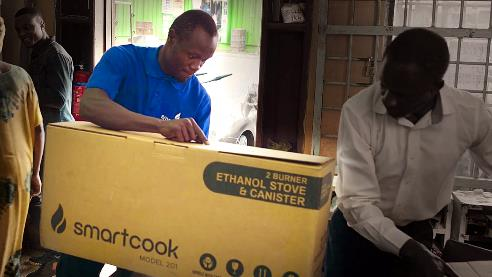 2 BURNER
ETHANOL STOVE
& CANISTER
smartcook
MODEL 201